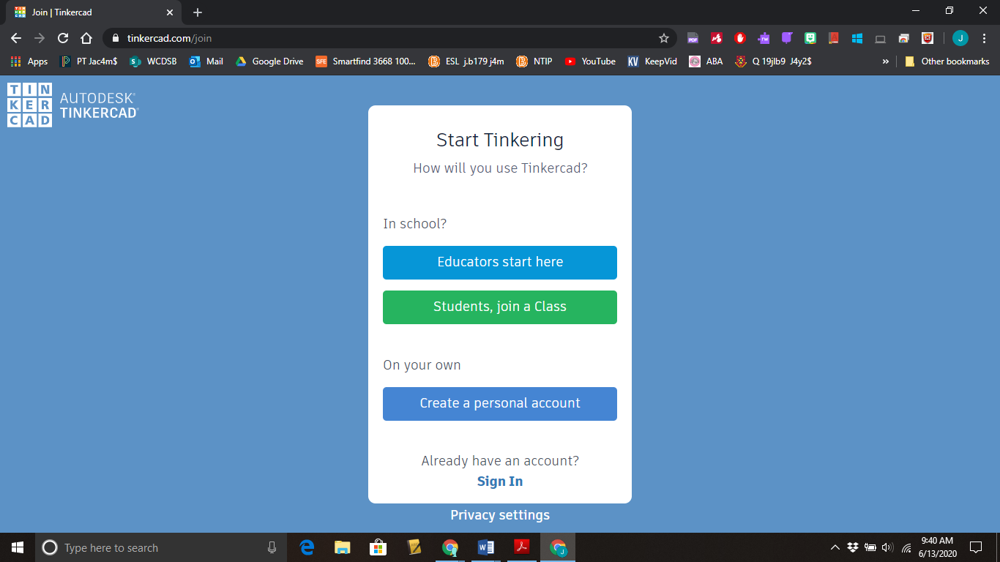 Join | Tinkercad
tinkercad.com/join
Apps PT Jac4m$ WCDSB Mail Google Drive SFE Smartfind 3668 100... ESL j.b179 j4m NTIP YouTube KV KeepVid ABA Q 19jlb9 J4y2$ » Other bookmarks
TIN
KER
CAD
AUTODESK®
TINKERCAD®
Start Tinkering
How will you use Tinkercad?
In school?
Educators start here
Students, join a Class
On your own
Create a personal account
Already have an account?
Sign In
Privacy settings
Type here to search
9:40 AM
6/13/2020